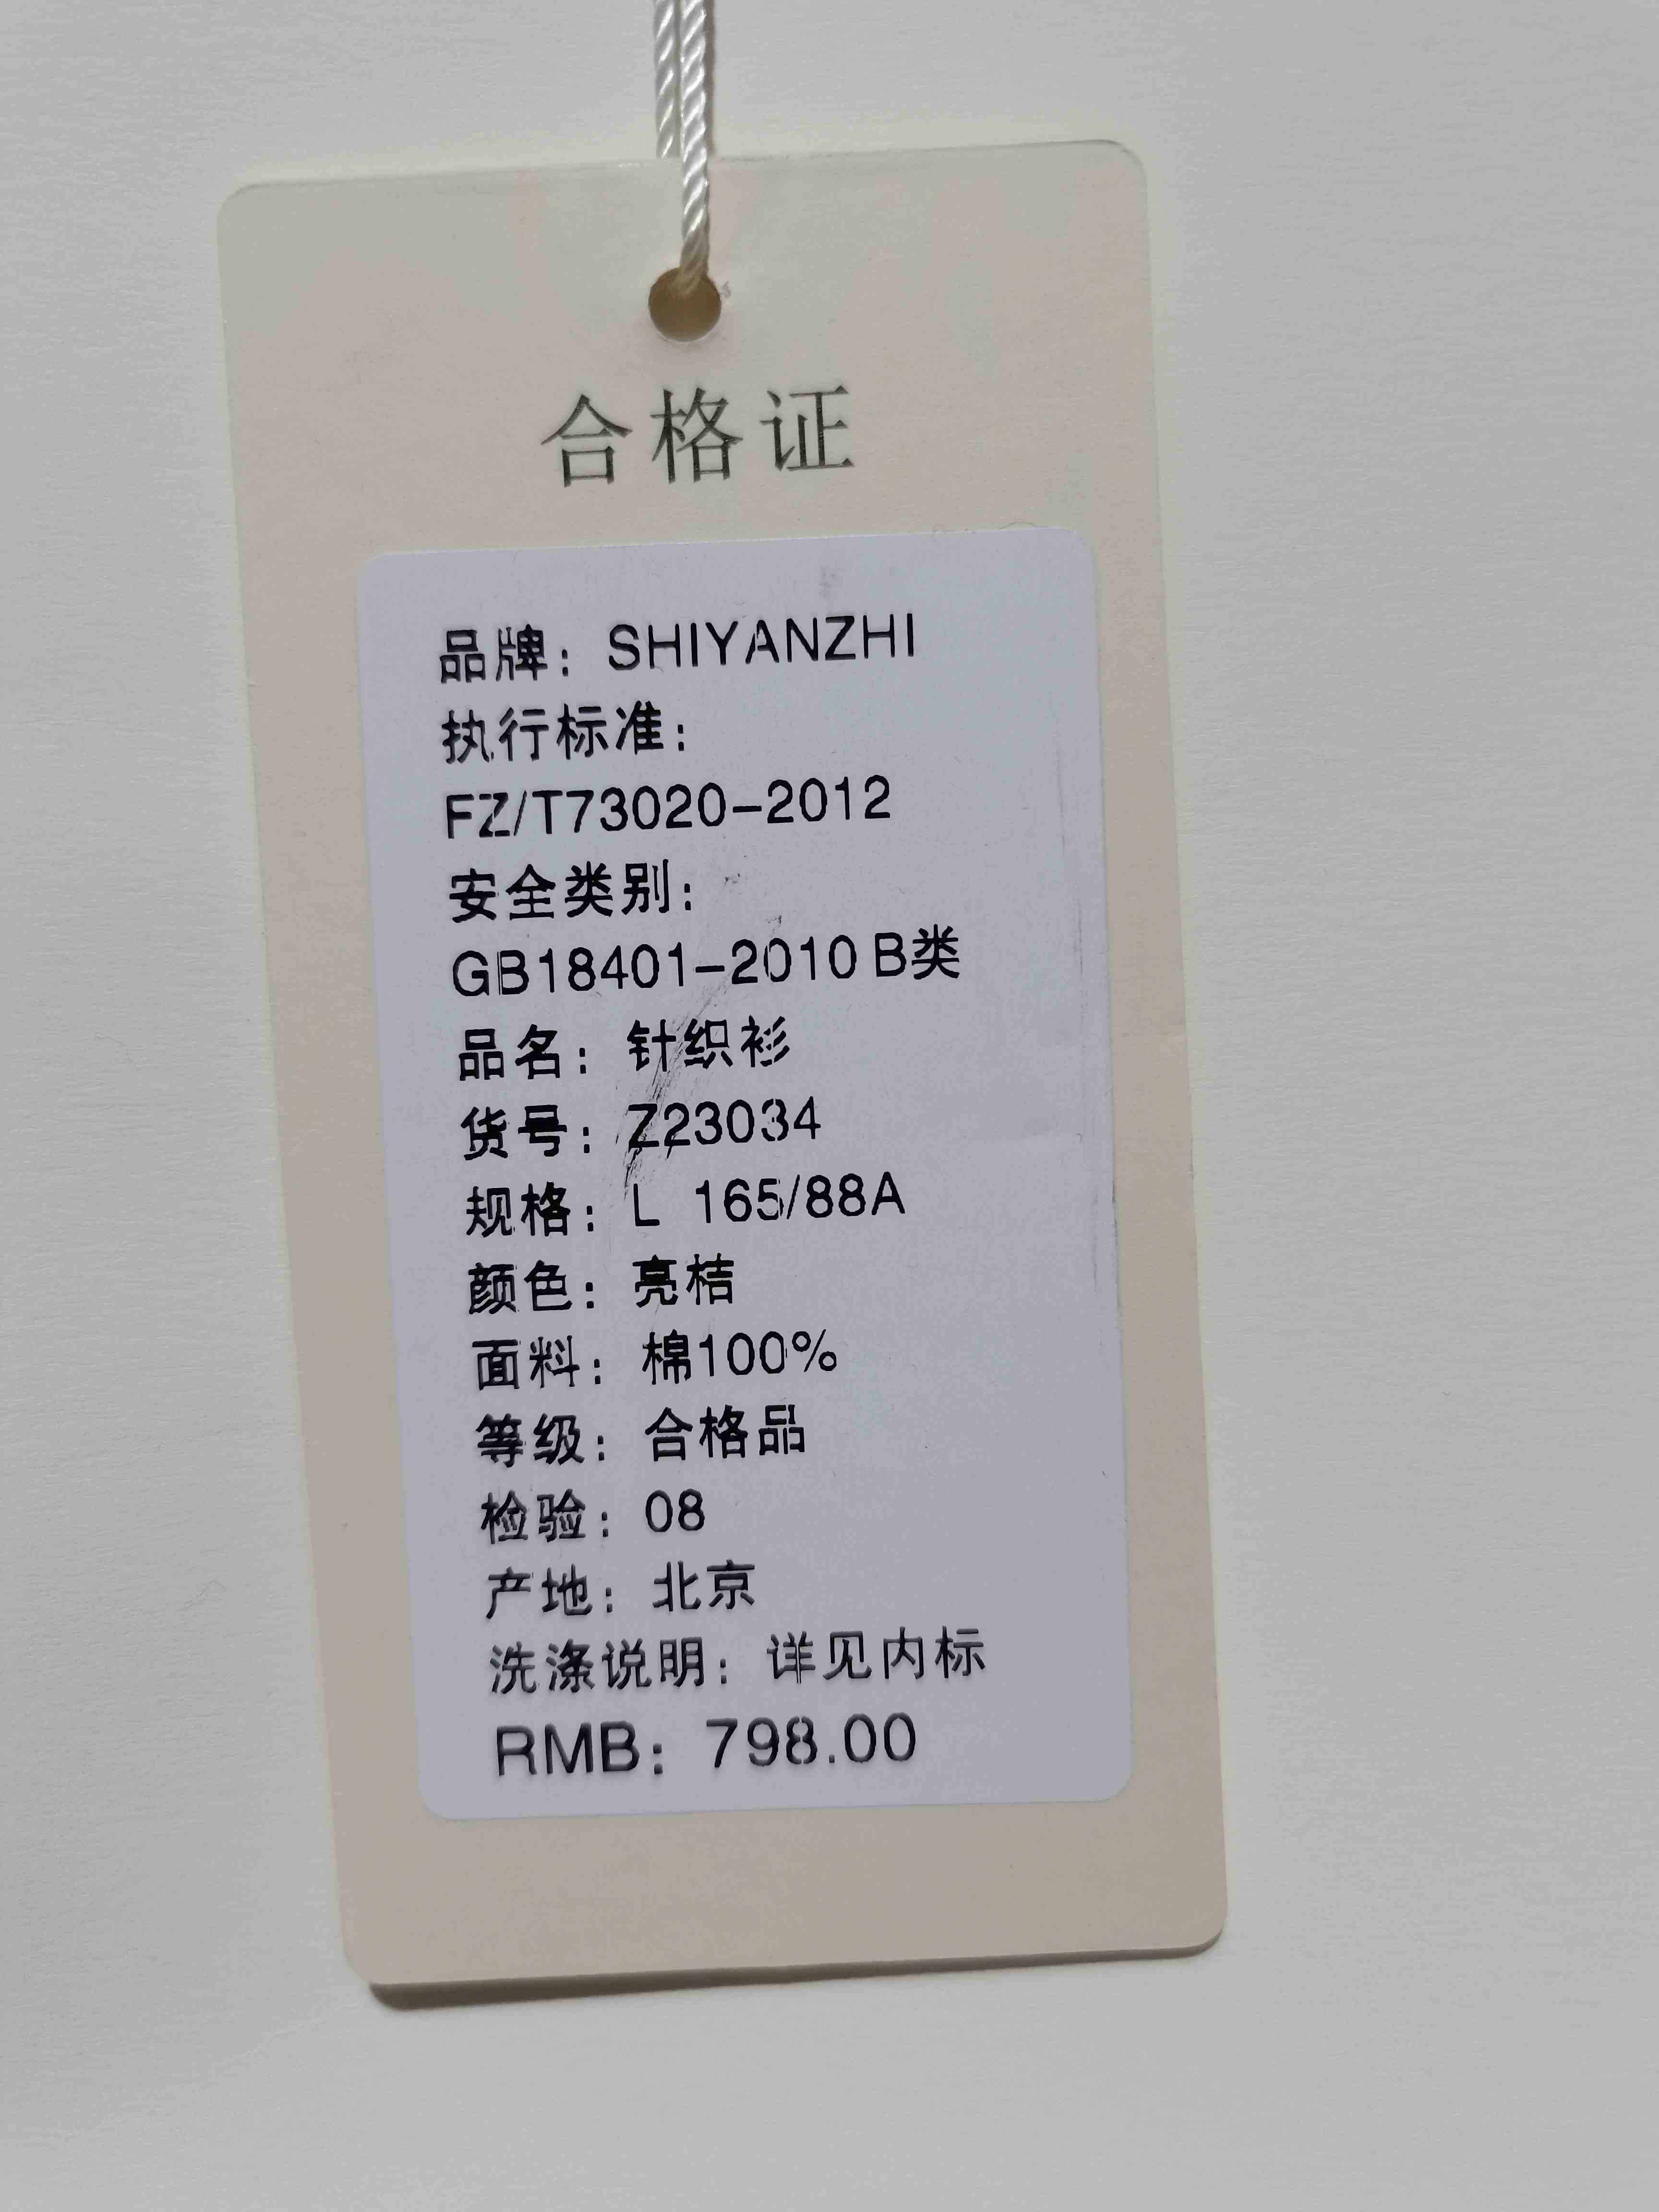 合格证
品牌：SHIYANZHI
执行标准：
FZ/T73020-2012
安全类别：
GB18401-2010 B类
品名：针织衫
货号：Z23034
规格：L 165/88A
颜色：亮桔
面料：棉100%
等级：合格品
检验：08
产地：北京
洗涤说明：详见内标
RMB：798.00